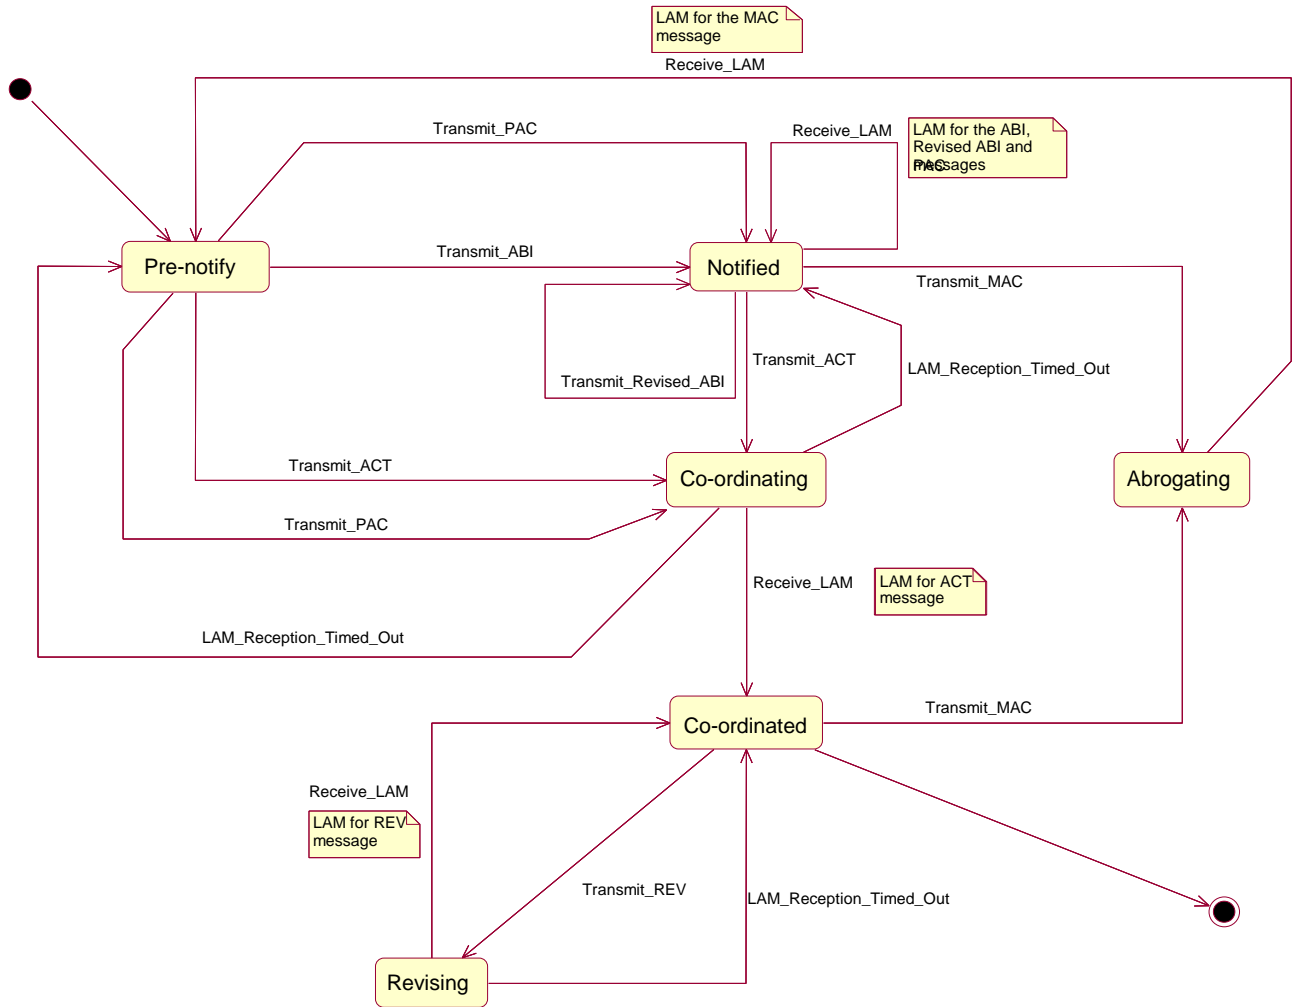 LAM for the MAC
message
Receive_LAM
Transmit_PAC
Receive_LAM
LAM for the ABI,
Revised ABI and
PAC
messages
Pre-notify
Transmit_ABI
Notified
Transmit_MAC
Transmit_ACT
LAM_Reception_Timed_Out
Transmit_Revised_ABI
Transmit_ACT
Co-ordinating
Abrogating
Transmit_PAC
Receive_LAM
LAM for ACT
message
LAM_Reception_Timed_Out
Co-ordinated
Transmit_MAC
Receive_LAM
LAM for REV
message
Transmit_REV
LAM_Reception_Timed_Out
Revising